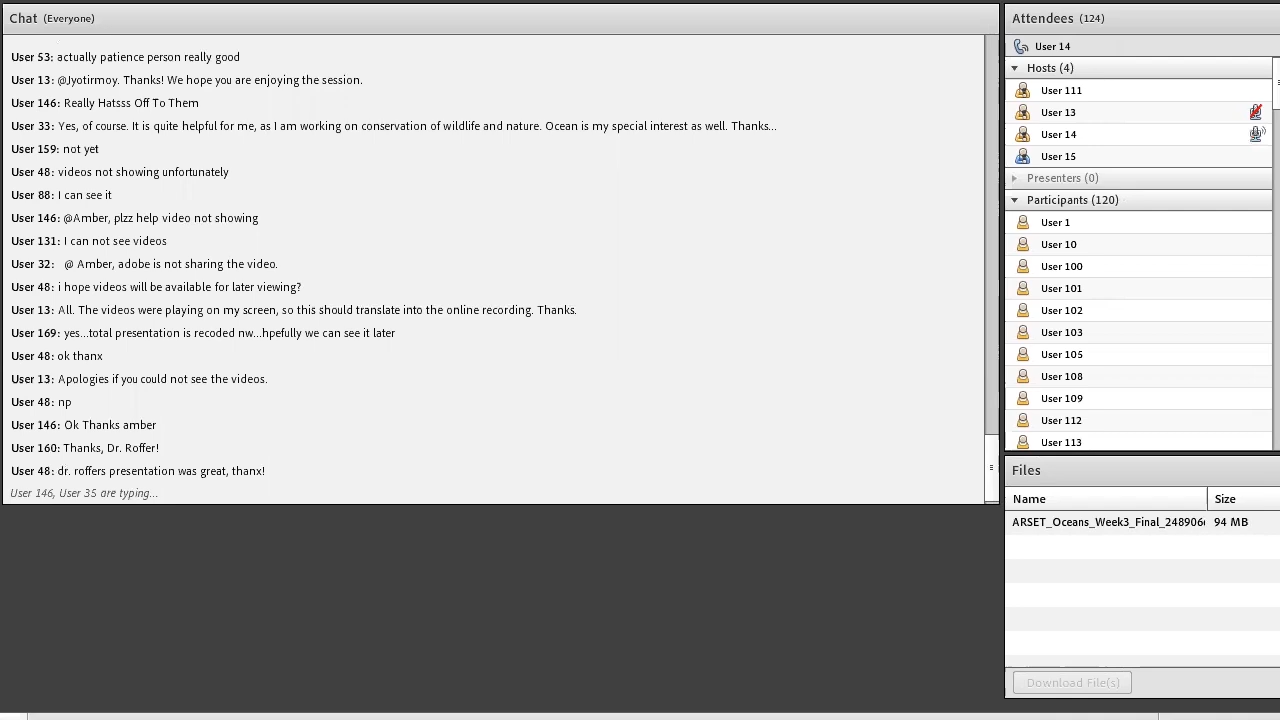 Chat (Everyone)
User 53: actually patience person really good
User 13: @Jyotirmoy. Thanks! We hope you are enjoying the session.
User 146: Really Hatsss Off To Them
User 33: Yes, of course. It is quite helpful for me, as I am working on conservation of wildlife and nature. Ocean is my special interest as well. Thanks...
User 159: not yet
User 48: videos not showing unfortunately
User 88: I can see it
User 146: @Amber, plzz help video not showing
User 131: I can not see videos
User 32: @ Amber, adobe is not sharing the video.
User 48: i hope videos will be available for later viewing?
User 13: All. The videos were playing on my screen, so this should translate into the online recording. Thanks.
User 169: yes...total presentation is recoded nw...hpefully we can see it later
User 48: ok thanx
User 13: Apologies if you could not see the videos.
User 48: np
User 146: Ok Thanks amber
User 160: Thanks, Dr. Roffer!
User 48: dr. roffers presentation was great, thanx!
User 146, User 35 are typing...
Attendees (124)
User 14
Hosts (4)
User 111
User 13
User 14
User 15
Presenters (0)
Participants (120)
User 1
User 10
User 100
User 101
User 102
User 103
User 105
User 108
User 109
User 112
User 113
Files
Name Size
ARSET_Oceans_Week3_Final_248906 94 MB
Download File(s)